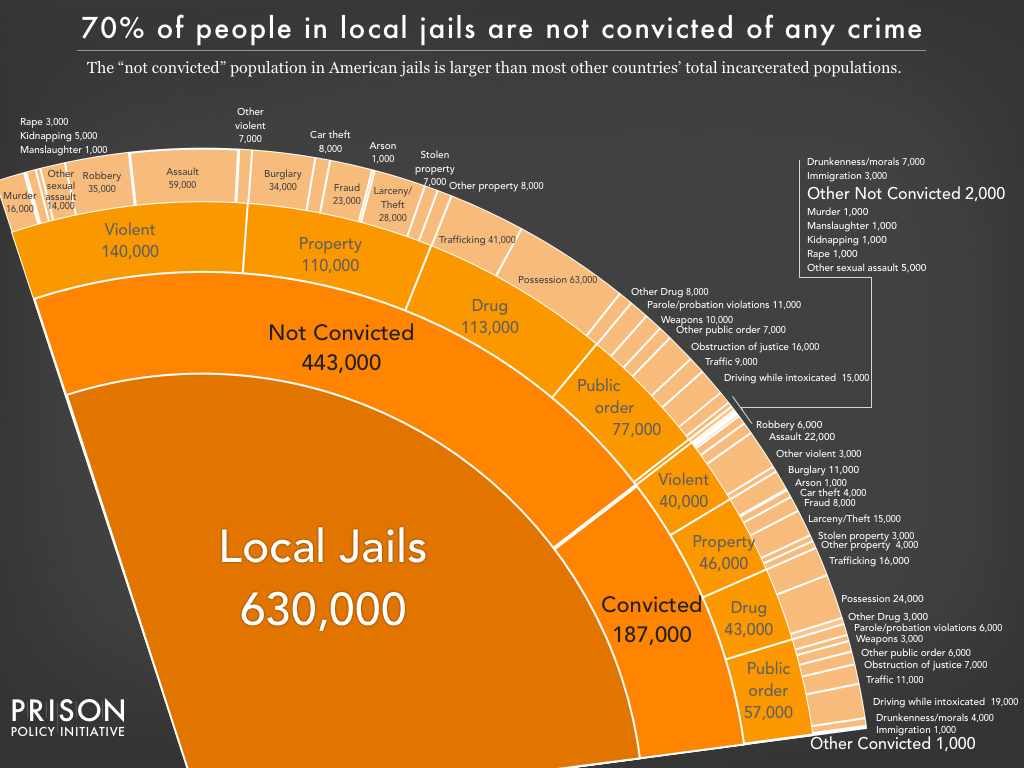 70% of people in local jails are not convicted of any crime
The “not convicted” population in American jails is larger than most other countries’ total incarcerated populations.
Rape 3,000
Kidnapping 5,000
Manslaughter 1,000
Murder
16,000
Other
sexual
assault
14,000
Robbery
35,000
Assault
59,000
Other
violent
7,000
Burglary
34,000
Car theft
8,000
Fraud
23,000
Arson
1,000
Larceny/
Theft
28,000
Stolen
property
7,000
Other property 8,000
Trafficking 41,000
Possession 63,000
Other Drug 8,000
Parole/probation violations 11,000
Weapons 10,000
Other public order 7,000
Obstruction of justice 16,000
Traffic 9,000
Driving while intoxicated 15,000
Drunkenness/morals 7,000
Immigration 3,000
Other Not Convicted 2,000
Murder 1,000
Manslaughter 1,000
Kidnapping 1,000
Rape 1,000
Other sexual assault 5,000
Robbery 6,000
Assault 22,000
Other violent 3,000
Burglary 11,000
Arson 1,000
Car theft 4,000
Fraud 8,000
Larceny/Theft 15,000
Stolen property 3,000
Other property 4,000
Trafficking 16,000
Possession 24,000
Other Drug 3,000
Parole/probation violations 6,000
Weapons 3,000
Other public order 6,000
Obstruction of justice 7,000
Traffic 11,000
Driving while intoxicated 19,000
Drunkenness/morals 4,000
Immigration 1,000
Other Convicted 1,000
Violent
140,000
Property
110,000
Drug
113,000
Public
order
77,000
Violent
40,000
Property
46,000
Drug
43,000
Public
order
57,000
Not Convicted
443,000
Convicted
187,000
Local Jails
630,000
PRISON
POLICY INITIATIVE